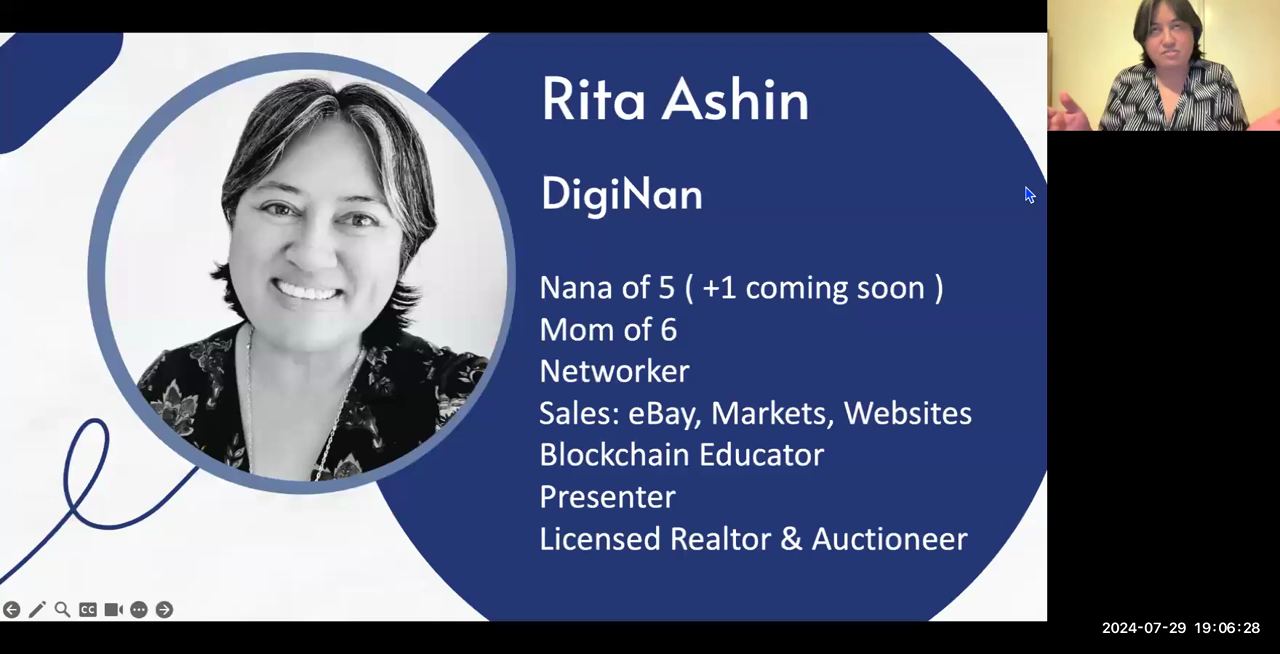 Rita Ashin
DigiNan
Nana of 5 ( +1 coming soon )
Mom of 6
Networker
Sales: eBay, Markets, Websites
Blockchain Educator
Presenter
Licensed Realtor & Auctioneer
CC
2024-07-29 19:06:28